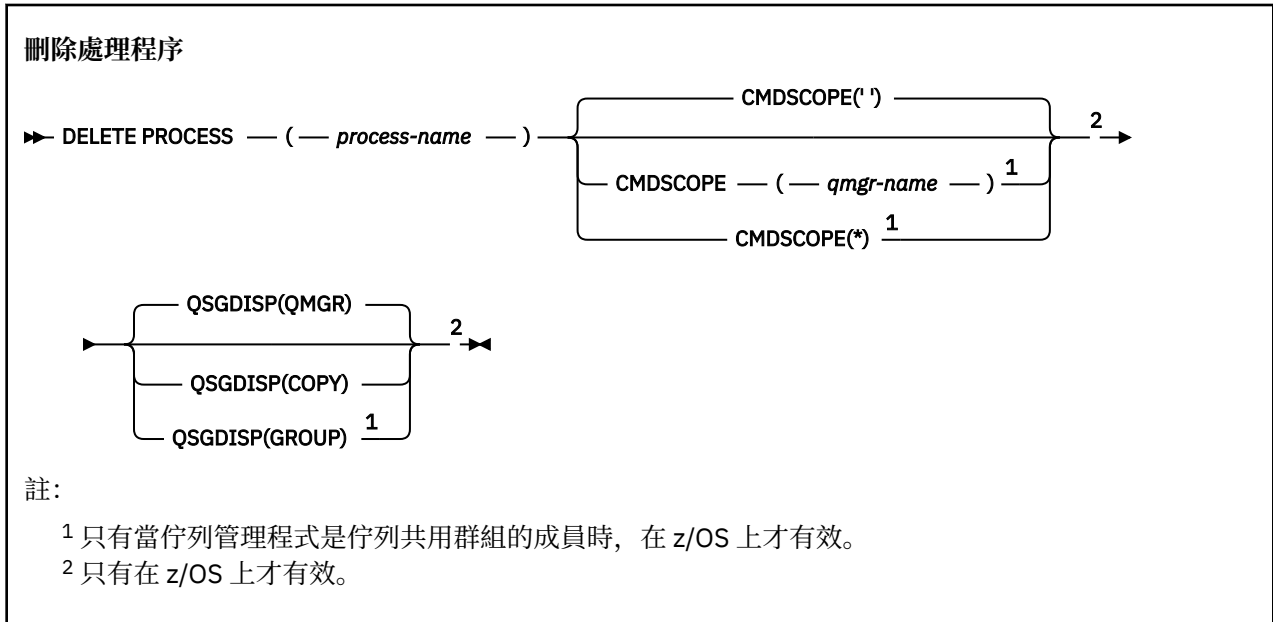 刪除處理程序
CMDSCOPE(' ')
DELETE PROCESS ( process-name ) 2
CMDSCOPE ( qmgr-name ) 1
CMDSCOPE(*) 1
QSGDISP(QMGR)
2
QSGDISP(COPY)
QSGDISP(GROUP) 1
註：
1 只有當佇列管理程式是佇列共用群組的成員時，在 z/OS 上才有效。
2 只有在 z/OS 上才有效。